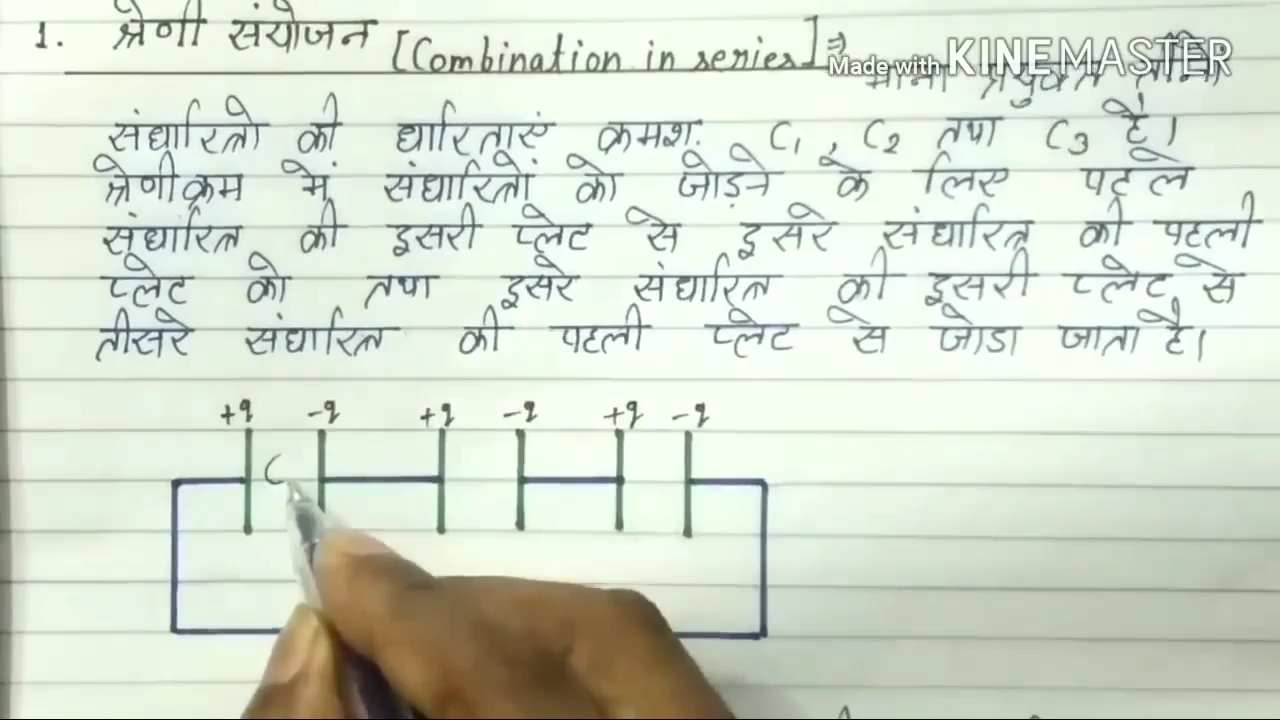 1. श्रेणी संयोजन [Combination in series] ⇒ माना प्रयुक्त
Made with KINEMASTER
संधारित्रो की धारिताएं क्रमशः C₁, C₂ तथा C₃ है।
श्रेणीक्रम में संघारितों को जोड़ने के लिए पहले
संघारित्र की दूसरी प्लेट से दूसरे संघारित्र की पहली
प्लेट को तथा दूसरे संघारित्र की दूसरी प्लेट से
तीसरे संघारित्र की पहली प्लेट से जोडा जाता है।
+q -q +q -q +q -q
C